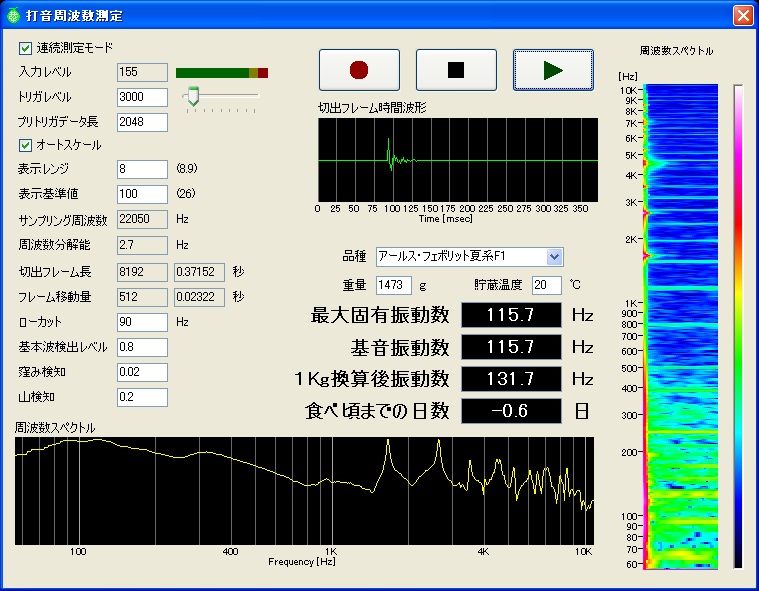 打音周波数測定
連続測定モード
入力レベル 155
トリガレベル 3000
プリトリガデータ長 2048
オートスケール
表示レンジ 8 (8.9)
表示基準値 100 (26)
サンプリング周波数 22050 Hz
周波数分解能 2.7 Hz
切出フレーム長 8192 0.37152 秒
フレーム移動量 512 0.02322 秒
ローカット 90 Hz
基本波検出レベル 0.8
窪み検知 0.02
山検知 0.2
切出フレーム時間波形
0 25 50 75 100 125 150 175 200 225 250 275 300 325 350
Time [msec]
品種 アールス・フェボリット夏系F1
重量 1473 g 貯蔵温度 20 ℃
最大固有振動数 115.7 Hz
基音振動数 115.7 Hz
1Kg換算後振動数 131.7 Hz
食べ頃までの日数 -0.6 日
周波数スペクトル
100 400 1K 4K 10K
Frequency [Hz]
周波数スペクトル
[Hz]
10K
9K
8K
7K
6K
5K
4K
3K
2K
1K
900
800
700
600
500
400
300
200
100
90
80
70
60